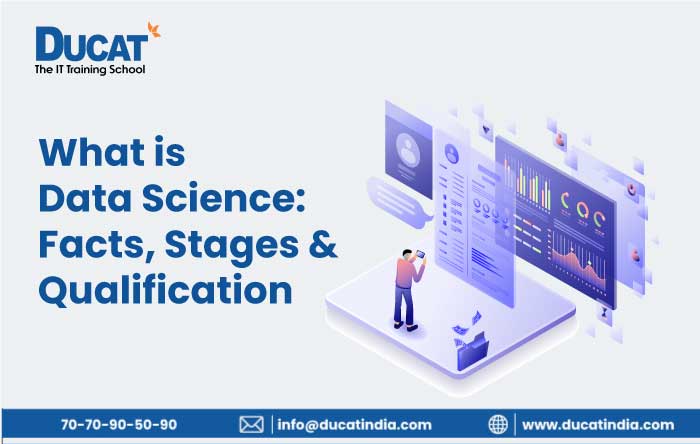 DUCAT
The IT Training School
What is
Data Science:
Facts, Stages &
Qualification
70-70-90-50-90
info@ducatindia.com
www.ducatindia.com